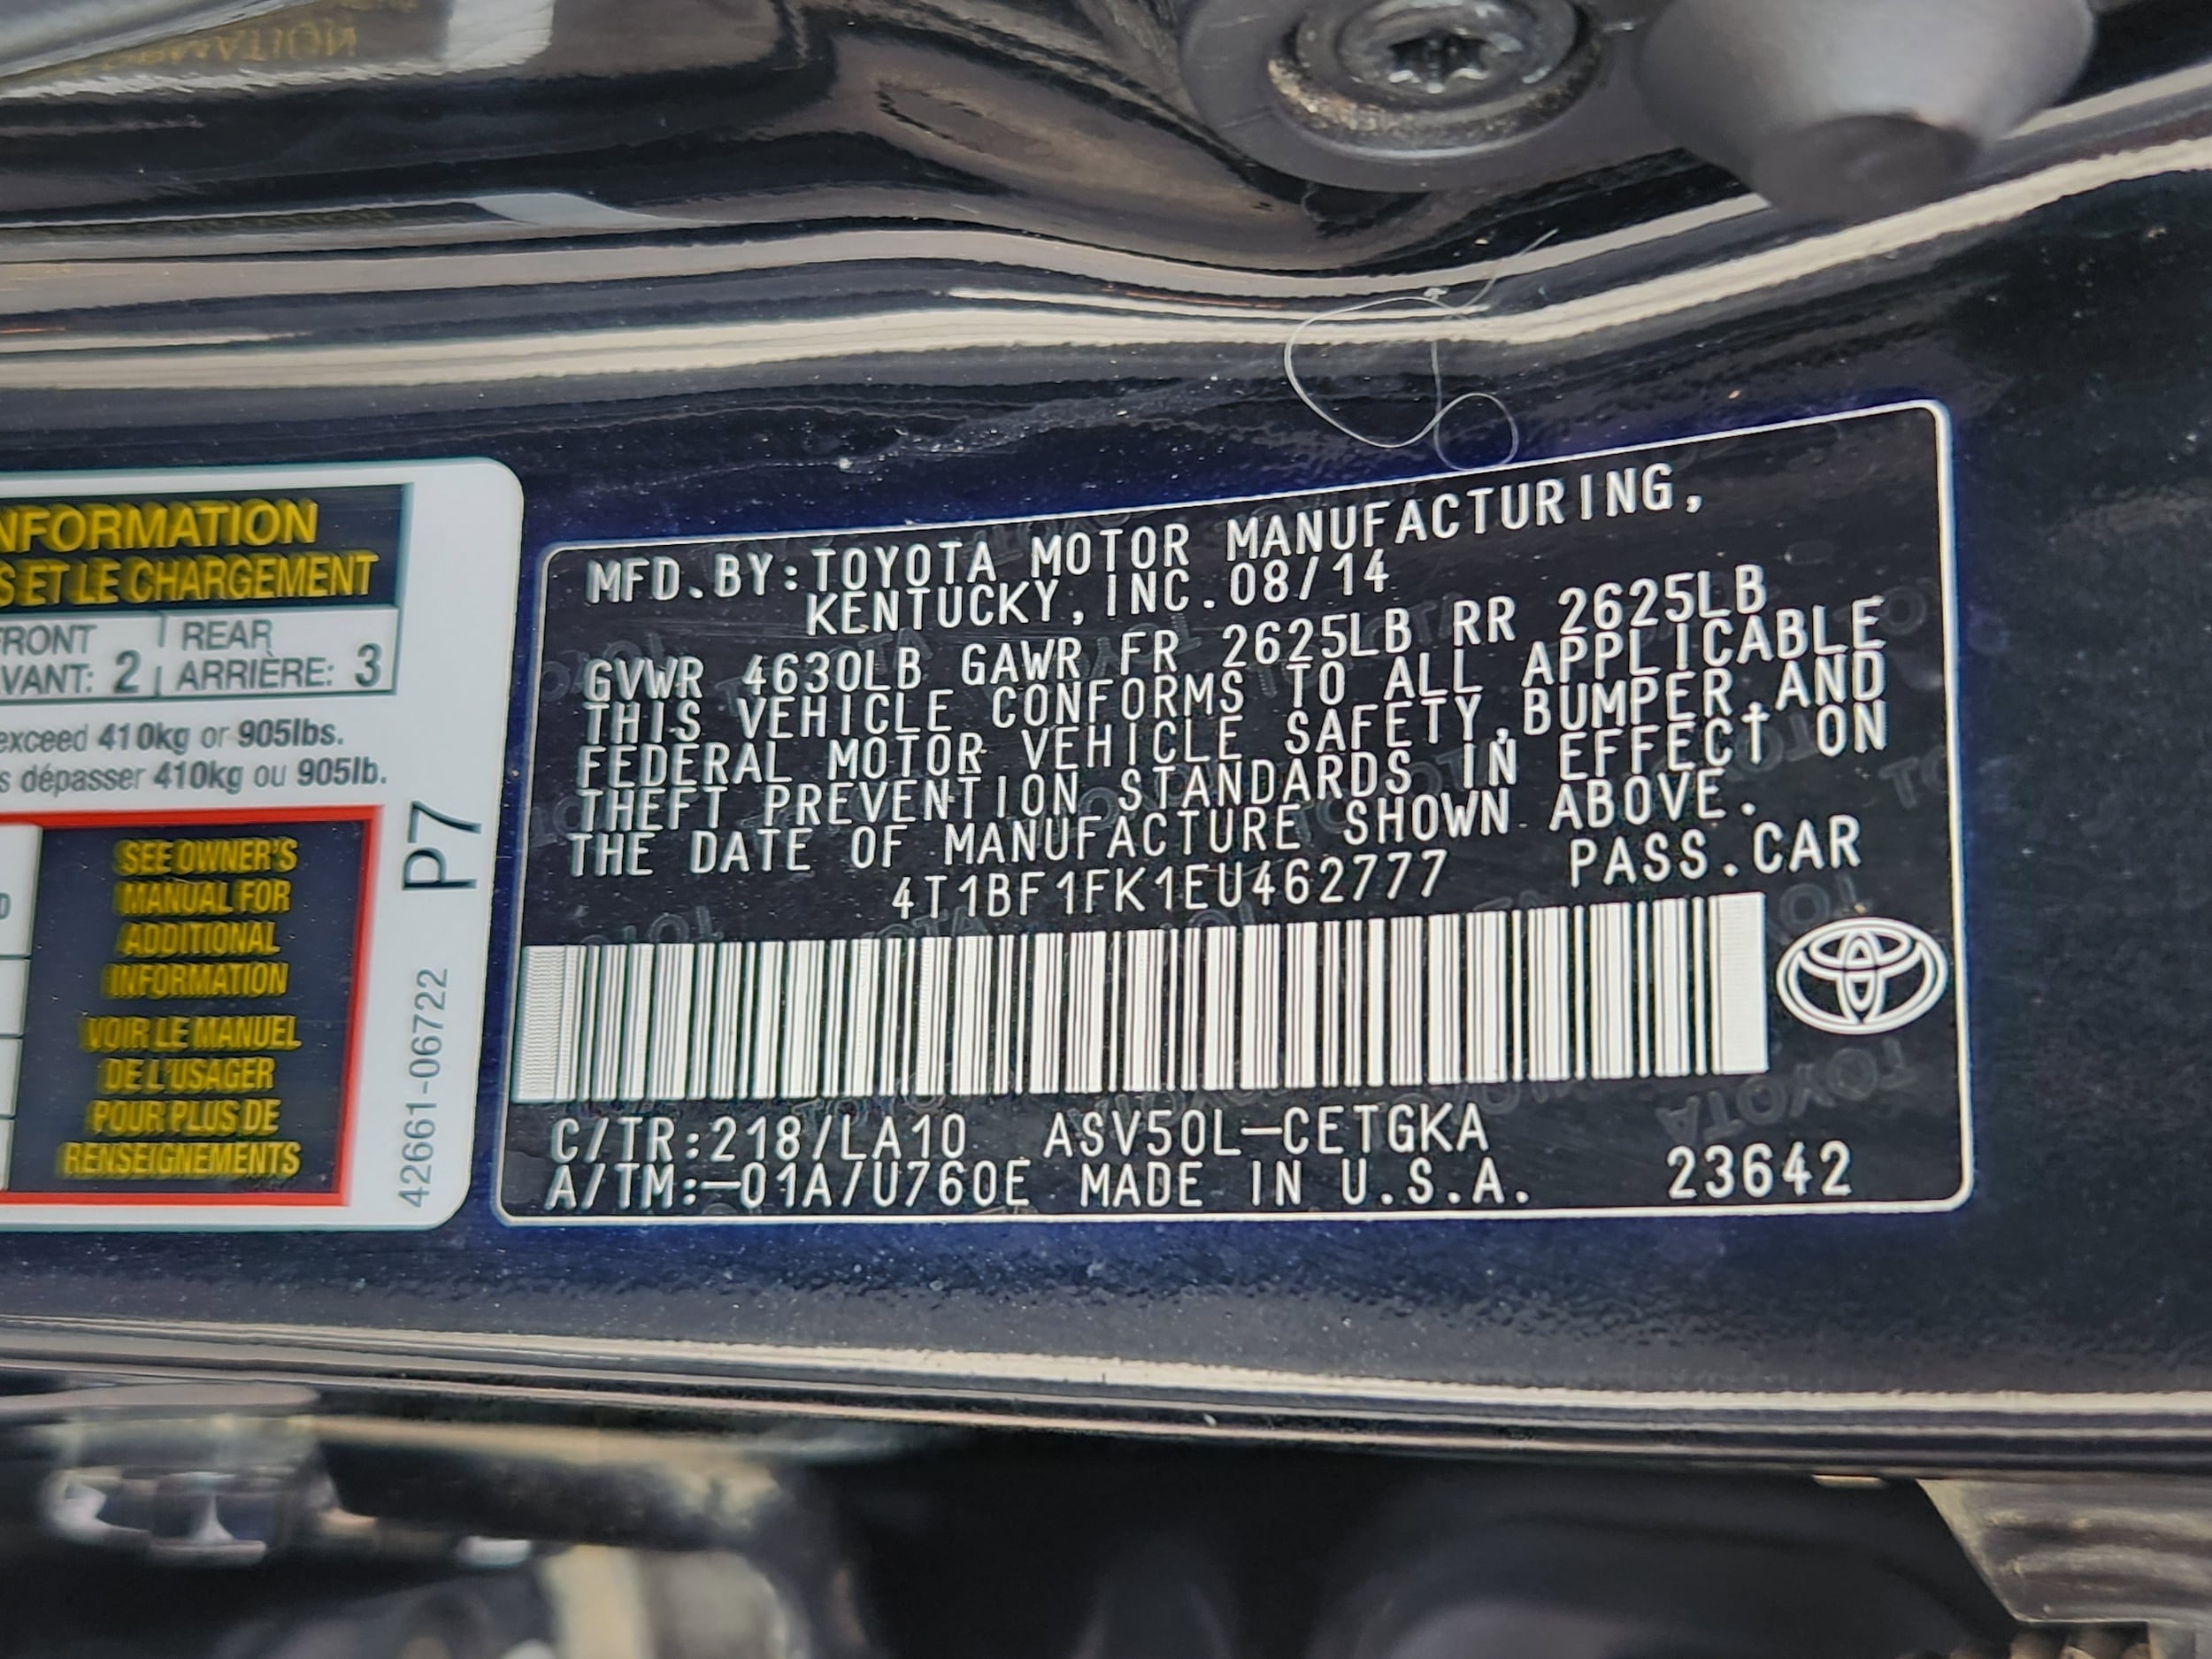 NFORMATION
S ET LE CHARGEMENT
FRONT REAR
VANT: 2 ARRIÈRE: 3
exceed 410kg or 905lbs.
s dépasser 410kg ou 905lb.
SEE OWNER'S
MANUAL FOR
ADDITIONAL
INFORMATION
VOIR LE MANUEL
DE L'USAGER
POUR PLUS DE
RENSEIGNEMENTS
P7
42661-06722
MFD.BY:TOYOTA MOTOR MANUFACTURING,
KENTUCKY,INC.08/14
GVWR 4630LB GAWR FR 2625LB RR 2625LB
THIS VEHICLE CONFORMS TO ALL APPLICABLE
FEDERAL MOTOR VEHICLE SAFETY,BUMPER,AND
THEFT PREVENTION STANDARDS IN EFFECT ON
THE DATE OF MANUFACTURE SHOWN ABOVE.
4T1BF1FK1EU462777 PASS.CAR
C/TR:218/LA10 ASV50L-CETGKA
A/TM:-01A/U760E MADE IN U.S.A. 23642